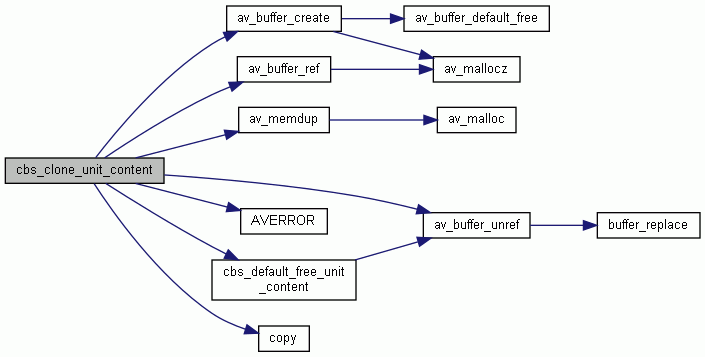 av_buffer_create
av_buffer_default_free
av_buffer_ref
av_mallocz
av_memdup
av_malloc
cbs_clone_unit_content
AVERROR
av_buffer_unref
buffer_replace
cbs_default_free_unit
_content
copy